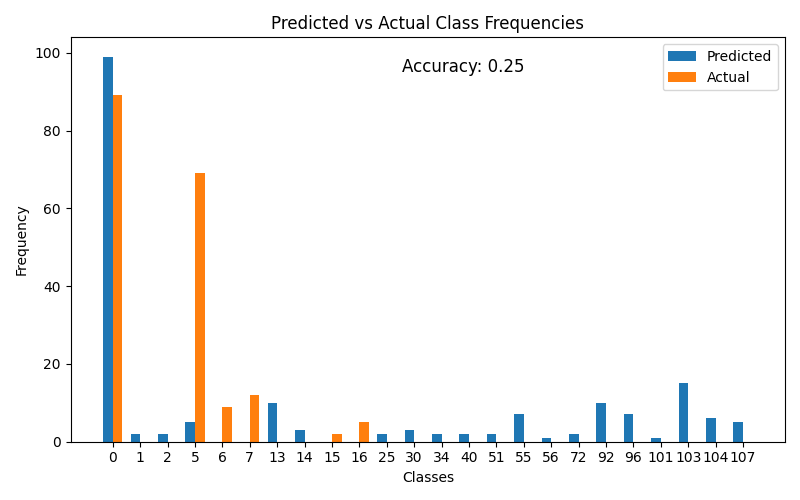 Predicted vs Actual Class Frequencies
Accuracy: 0.25
Predicted
Actual
Frequency
100
80
60
40
20
0
0 1 2 5 6 7 13 14 15 16 25 30 34 40 51 55 56 72 92 96 101 103 104 107
Classes